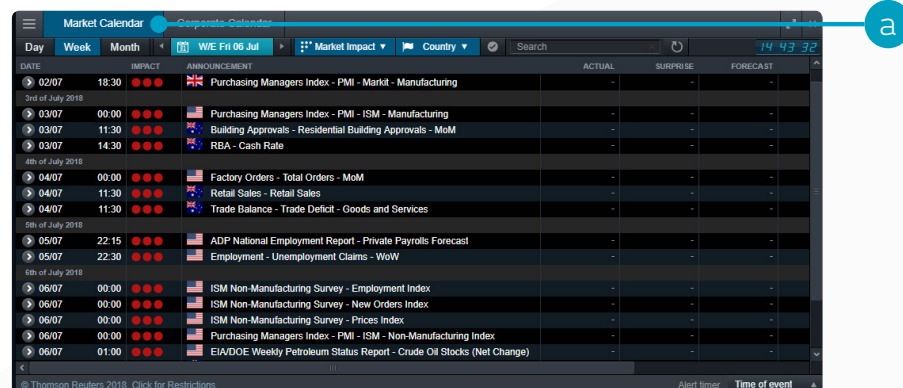 Market Calendar Corporate Calendar
a
Day Week Month W/E Fri 06 Jul Market Impact Country Search 14 43 32
DATE IMPACT ANNOUNCEMENT ACTUAL SURPRISE FORECAST
02/07 18:30 Purchasing Managers Index - PMI - Markit - Manufacturing - - -
3rd of July 2018
03/07 00:00 Purchasing Managers Index - PMI - ISM - Manufacturing - - -
03/07 11:30 Building Approvals - Residential Building Approvals - MoM - - -
03/07 14:30 RBA - Cash Rate - - -
4th of July 2018
04/07 00:00 Factory Orders - Total Orders - MoM - - -
04/07 11:30 Retail Sales - Retail Sales - - -
04/07 11:30 Trade Balance - Trade Deficit - Goods and Services - - -
5th of July 2018
05/07 22:15 ADP National Employment Report - Private Payrolls Forecast - - -
05/07 22:30 Employment - Unemployment Claims - WoW - - -
6th of July 2018
06/07 00:00 ISM Non-Manufacturing Survey - Employment Index - - -
06/07 00:00 ISM Non-Manufacturing Survey - New Orders Index - - -
06/07 00:00 ISM Non-Manufacturing Survey - Prices Index - - -
06/07 00:00 Purchasing Managers Index - PMI - ISM - Non-Manufacturing Index - - -
06/07 01:00 EIA/DOE Weekly Petroleum Status Report - Crude Oil Stocks (Net Change) - - -
© Thomson Reuters 2018. Click for Restrictions Alert timer Time of event